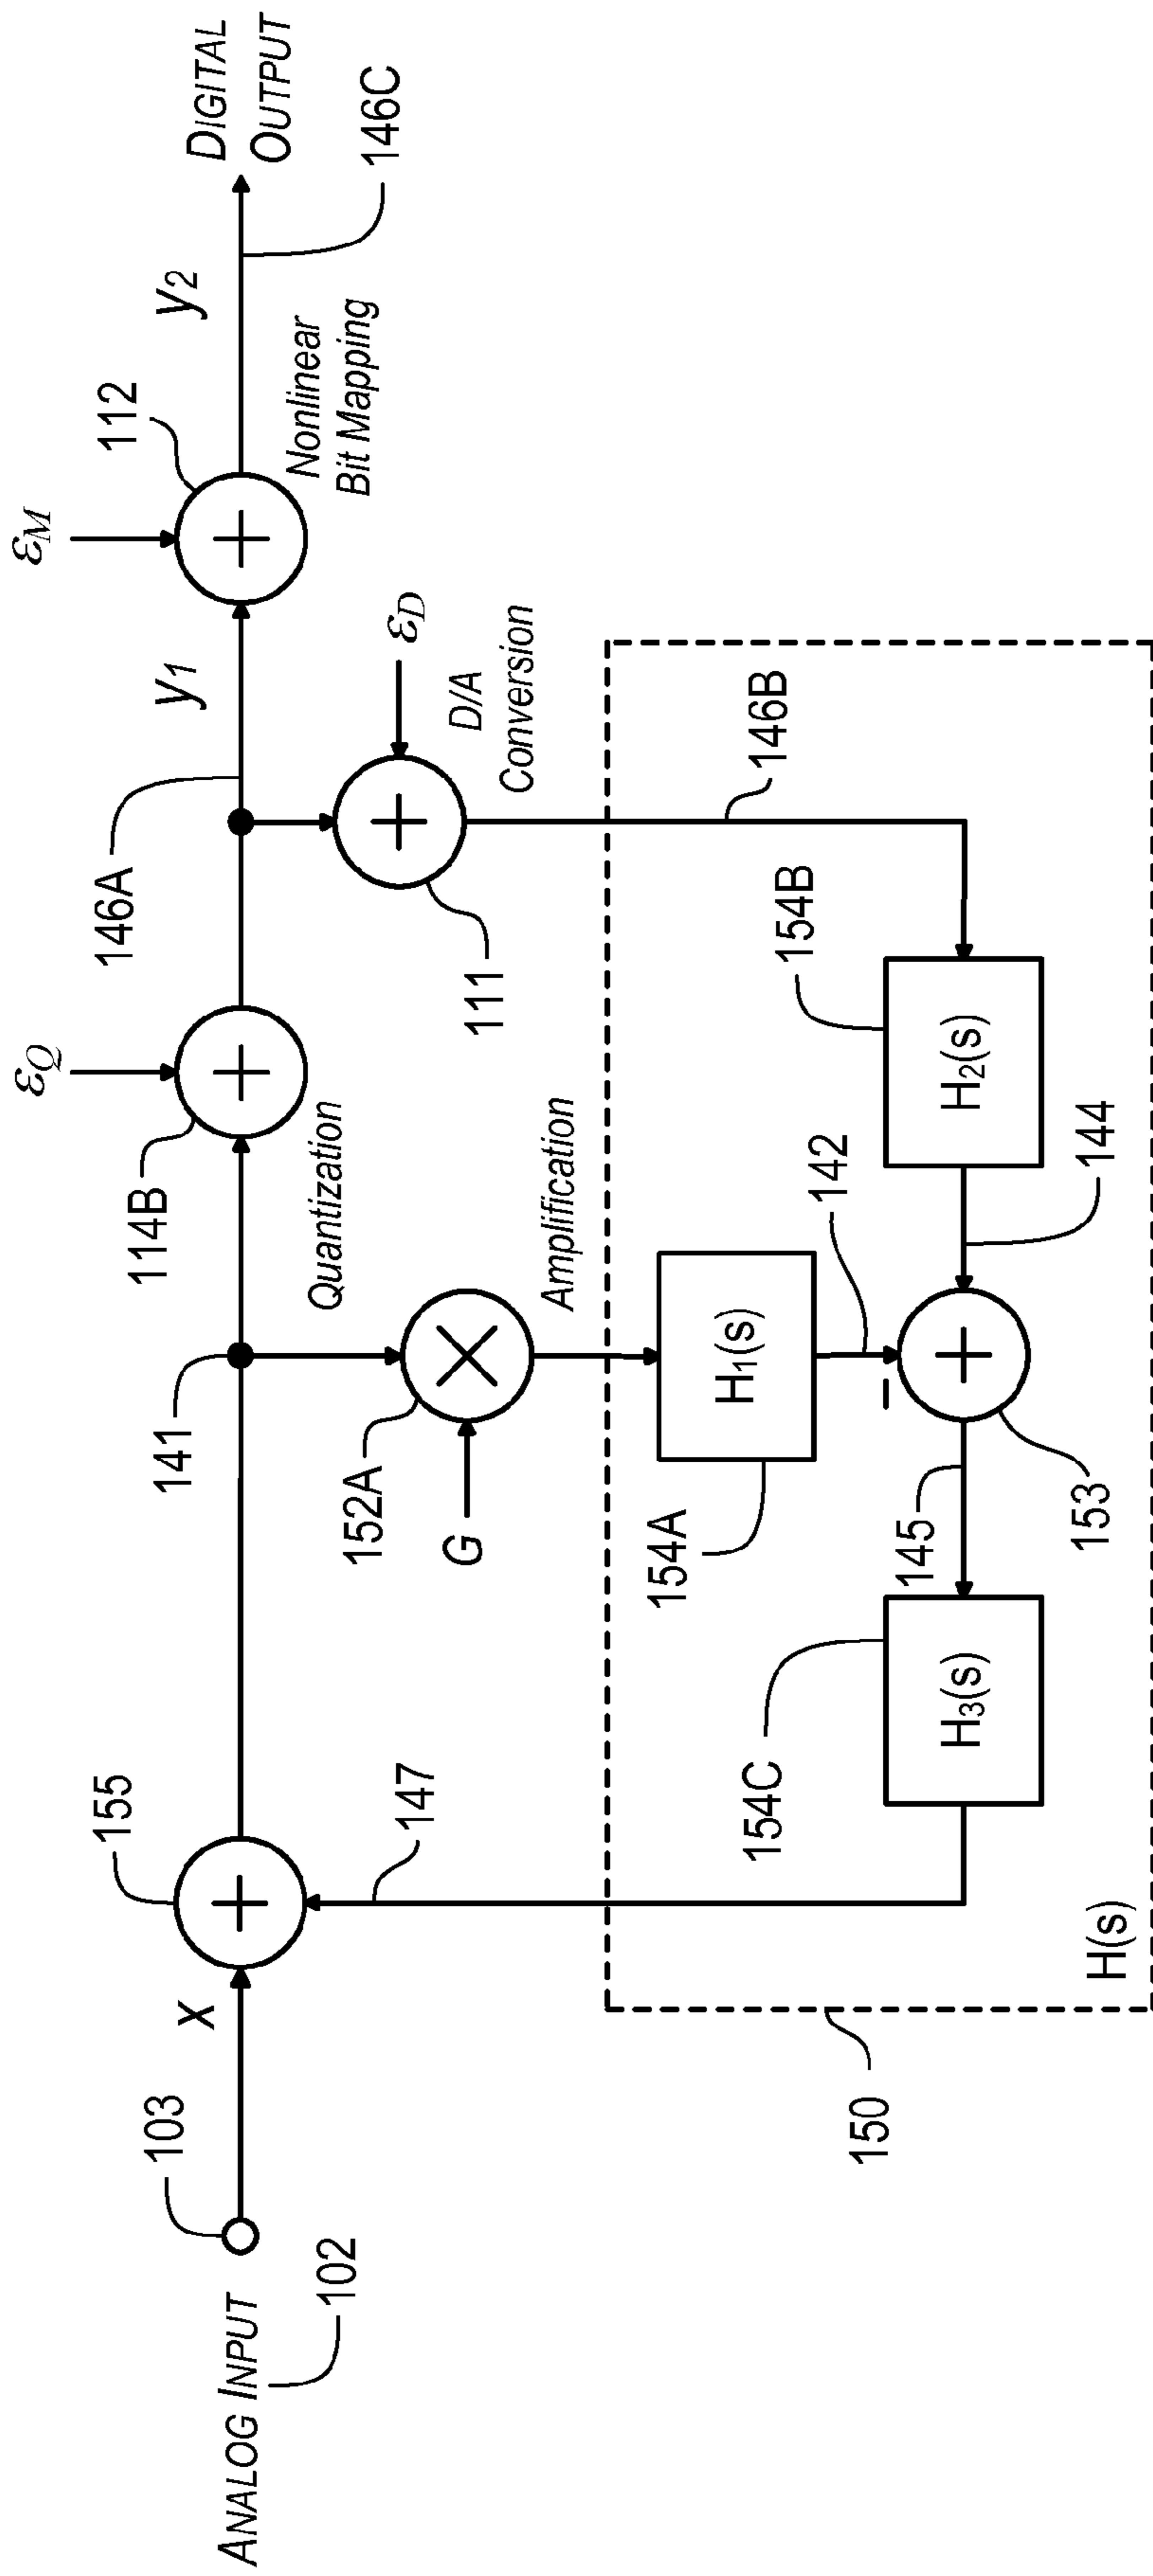 ANALOG INPUT
102
103
X
155
147
141
152A
G
Amplification
114B
εQ
Quantization
146A
y1
111
εD
D/A
Conversion
εM
112
Nonlinear
Bit Mapping
y2
146C
DIGITAL
OUTPUT
150
H(s)
154C
H3(s)
145
153
154A
H1(s)
142
144
154B
H2(s)
146B
–